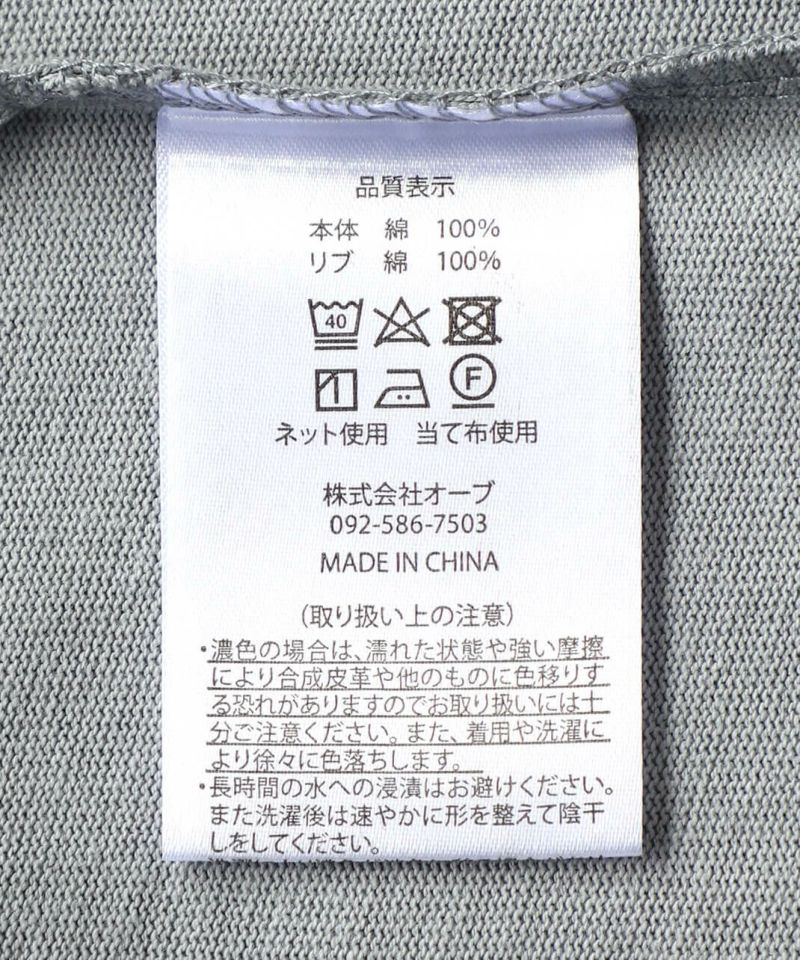 品質表示
本体 綿 100%
リブ 綿 100%
40
F
ネット使用 当て布使用
株式会社オーブ
092-586-7503
MADE IN CHINA
(取り扱い上の注意)
・濃色の場合は、濡れた状態や強い摩擦
により合成皮革や他のものに色移りす
る恐れがありますのでお取り扱いには十
分ご注意ください。また、着用や洗濯に
より徐々に色落ちします。
・長時間の水への浸漬はお避けください。
また洗濯後は速やかに形を整えて陰干
しをしてください。